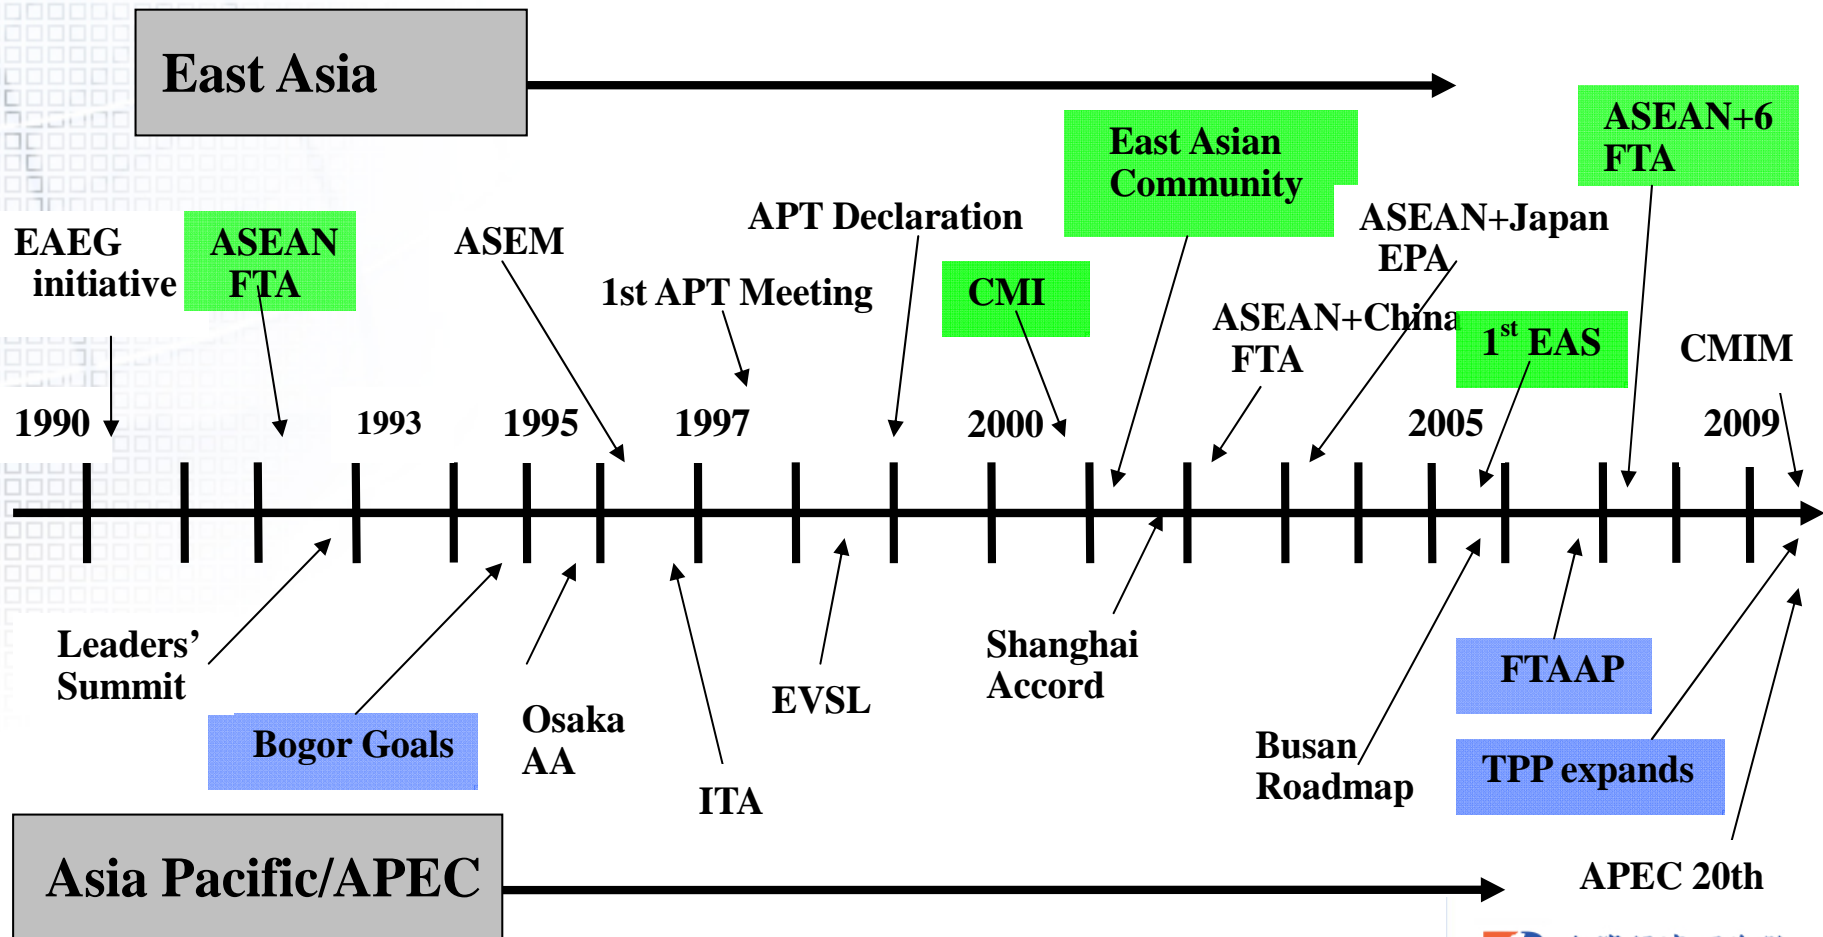 East Asia
ASEAN+6
FTA
East Asian
Community
APT Declaration
ASEAN+Japan
EPA
EAEG
initiative
ASEAN
FTA
ASEM
1st APT Meeting
CMI
ASEAN+China
FTA
1st EAS
CMIM
1990
1993
1995
1997
2000
2005
2009
Leaders’
Summit
Bogor Goals
Osaka
AA
ITA
EVSL
Shanghai
Accord
Busan
Roadmap
FTAAP
TPP expands
APEC 20th
Asia Pacific/APEC